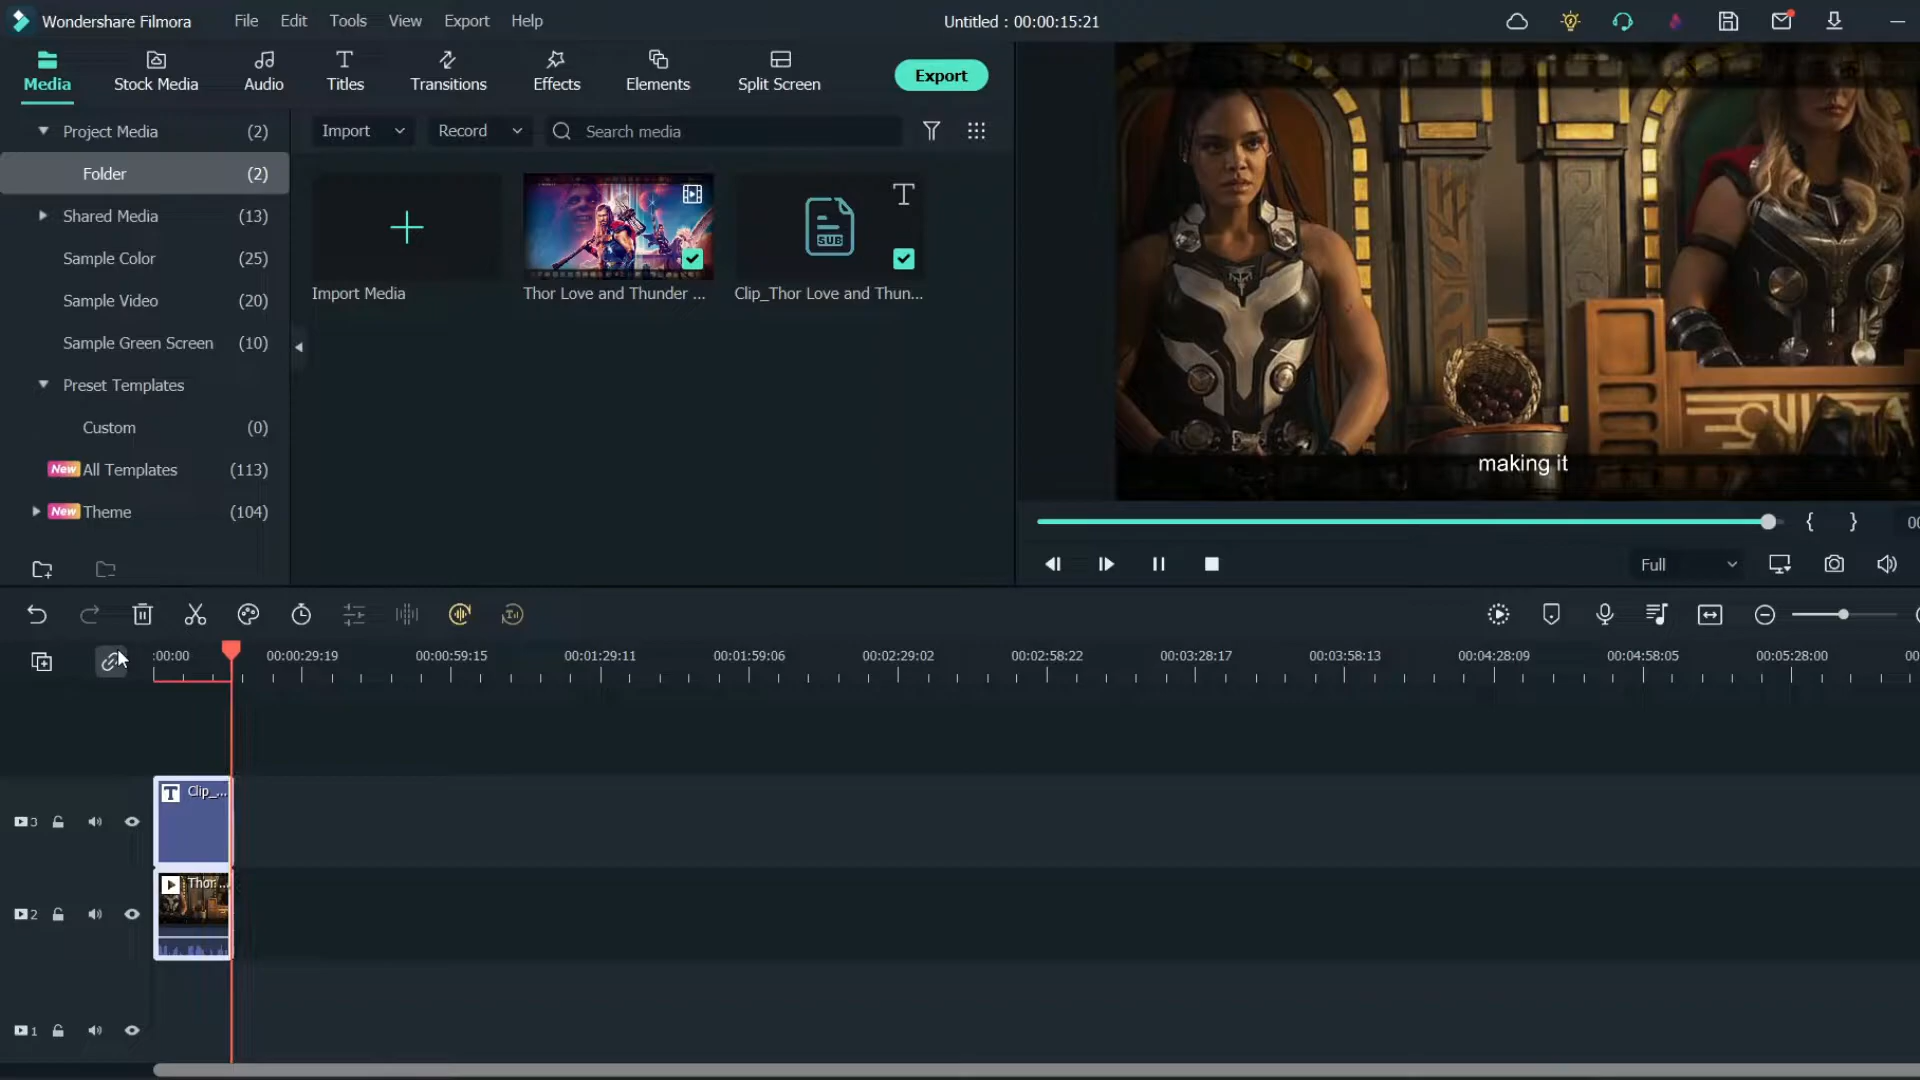 Wondershare Filmora File Edit Tools View Export Help Untitled : 00:00:15:21
Media Stock Media Audio Titles Transitions Effects Elements Split Screen Export
Project Media (2)
Folder (2)
Shared Media (13)
Sample Color (25)
Sample Video (20)
Sample Green Screen (10)
Preset Templates
Custom (0)
New All Templates (113)
New Theme (104)
Import Record Search media
SUB
Import Media Thor Love and Thunder ... Clip_Thor Love and Thun...
making it
Full
:00:00 00:00:29:19 00:00:59:15 00:01:29:11 00:01:59:06 00:02:29:02 00:02:58:22 00:03:28:17 00:03:58:13 00:04:28:09 00:04:58:05 00:05:28:00
3 T Clip_...
2 Thor ...
1